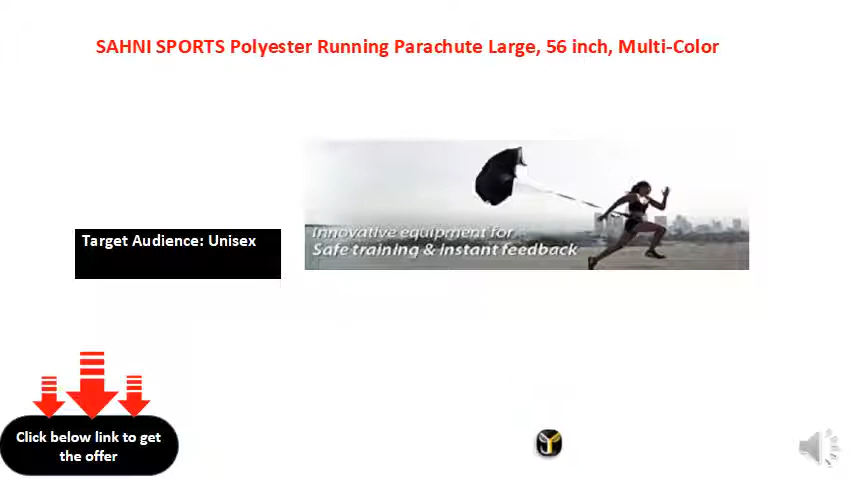 SAHNI SPORTS Polyester Running Parachute Large, 56 inch, Multi-Color
Innovative equipment for
Safe training & instant feedback
Target Audience: Unisex
Click below link to get
the offer